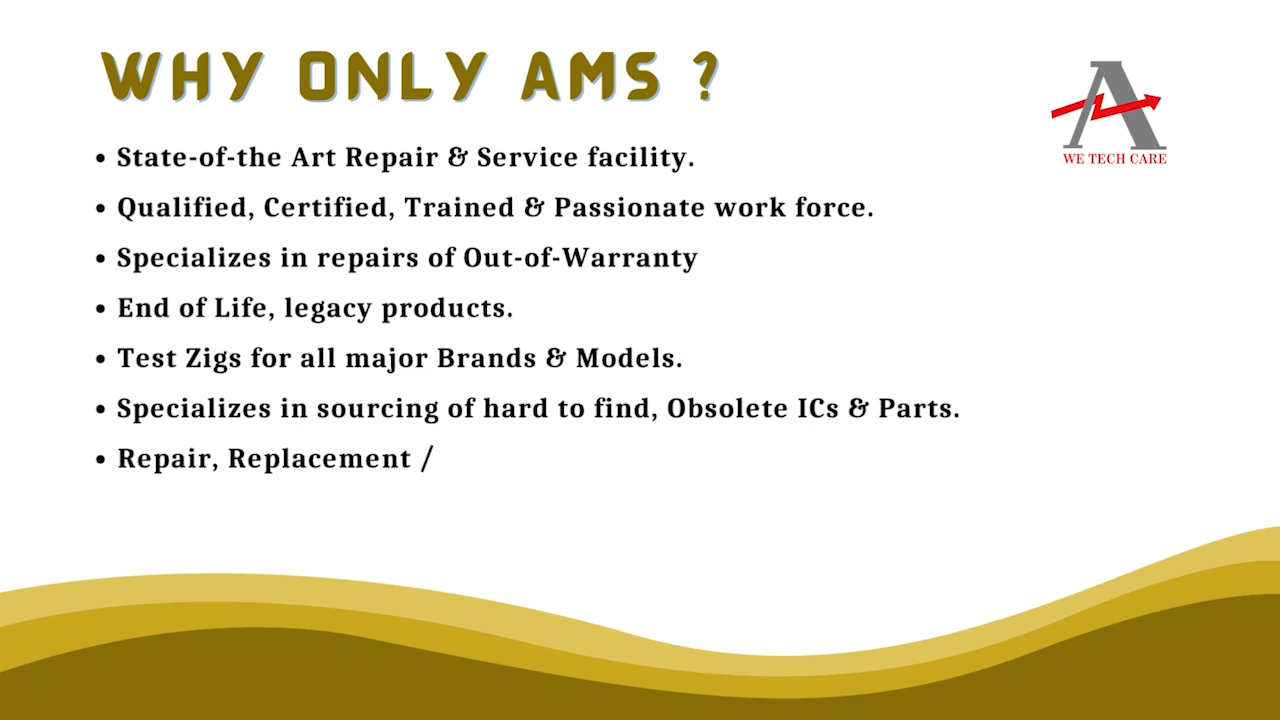 WHY ONLY AMS ?
WE TECH CARE
• State-of-the Art Repair & Service facility.
• Qualified, Certified, Trained & Passionate work force.
• Specializes in repairs of Out-of-Warranty
• End of Life, legacy products.
• Test Zigs for all major Brands & Models.
• Specializes in sourcing of hard to find, Obsolete ICs & Parts.
• Repair, Replacement /